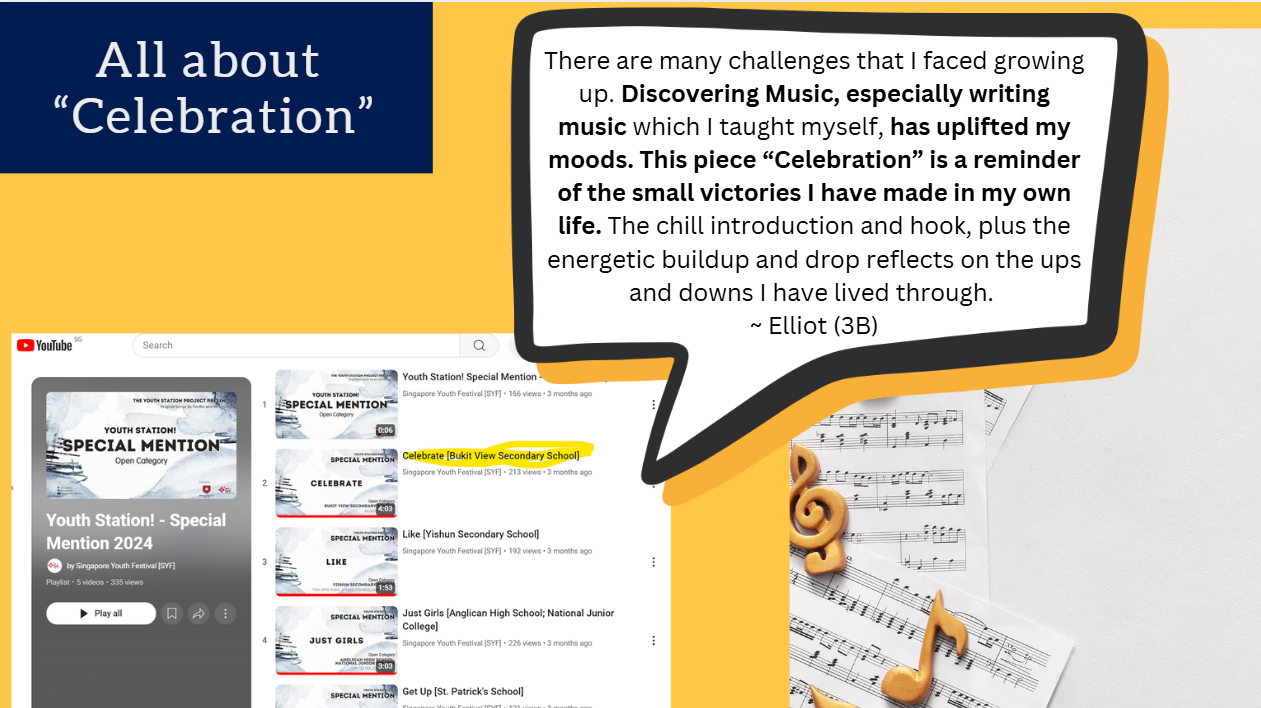 All about
“Celebration”
There are many challenges that I faced growing
up. Discovering Music, especially writing
music which I taught myself, has uplifted my
moods. This piece “Celebration” is a reminder
of the small victories I have made in my own
life. The chill introduction and hook, plus the
energetic buildup and drop reflects on the ups
and downs I have lived through.
~ Elliot (3B)
YouTube SG
Search
THE YOUTH STATION PROJECT PRESENTS
YOUTH STATION!
SPECIAL MENTION
Open Category
Youth Station! - Special
Mention 2024
by Singapore Youth Festival [SYF]
Playlist • 5 videos • 335 views
Play all
1
YOUTH STATION!
SPECIAL MENTION
Open Category
0:06
Youth Station! Special Mention -
Singapore Youth Festival [SYF] • 166 views • 3 months ago
2
SPECIAL MENTION
CELEBRATE
Open Category
BUKIT VIEW SECONDARY
4:03
Celebrate [Bukit View Secondary School]
Singapore Youth Festival [SYF] • 213 views • 3 months ago
3
SPECIAL MENTION
LIKE
Open Category
YISHUN SECONDARY
1:53
Like [Yishun Secondary School]
Singapore Youth Festival [SYF] • 192 views • 3 months ago
4
SPECIAL MENTION
JUST GIRLS
Open Category
ANGLICAN HIGH SCHOOL
NATIONAL JUNIOR
3:03
Just Girls [Anglican High School; National Junior
College]
Singapore Youth Festival [SYF] • 226 views • 3 months ago
SPECIAL MENTION
Get Up [St. Patrick's School]